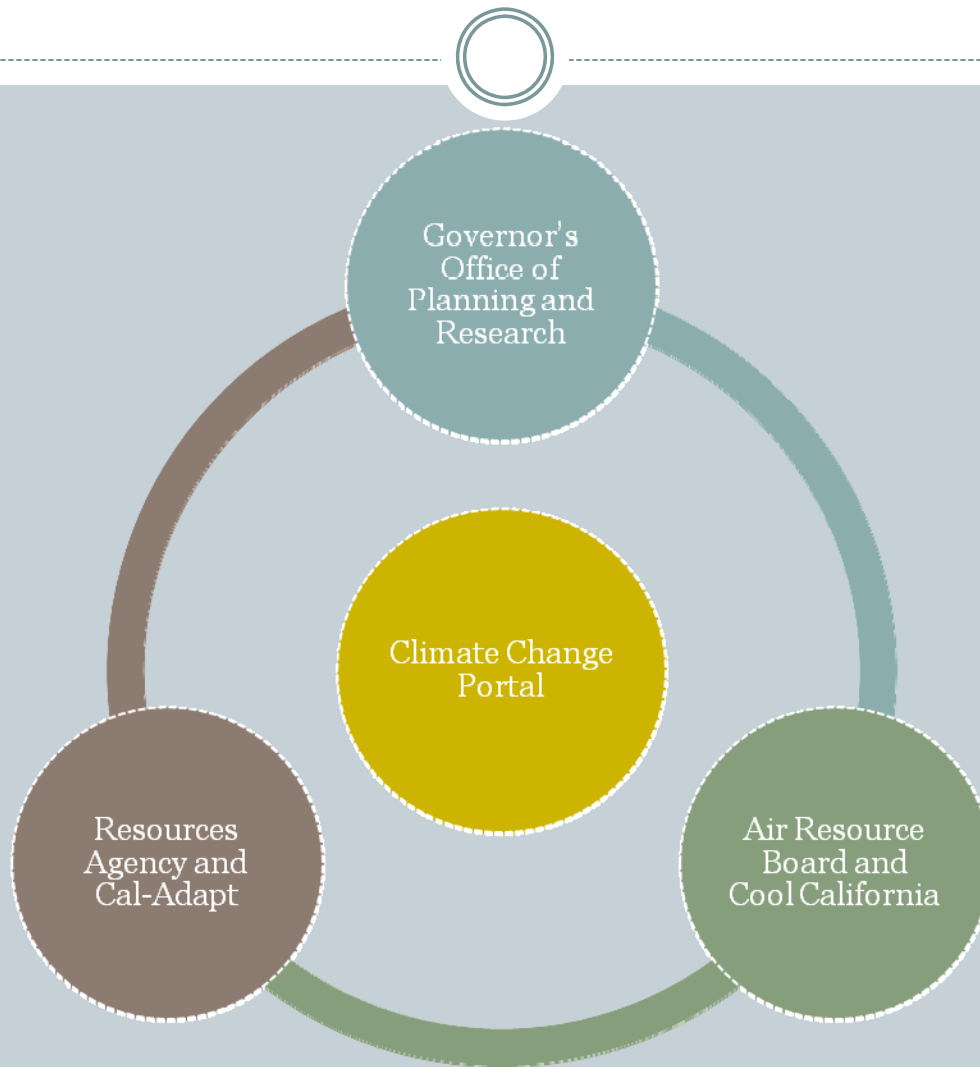 Governor's
Office of
Planning and
Research
Climate Change
Portal
Resources
Agency and
Cal-Adapt
Air Resource
Board and
Cool California